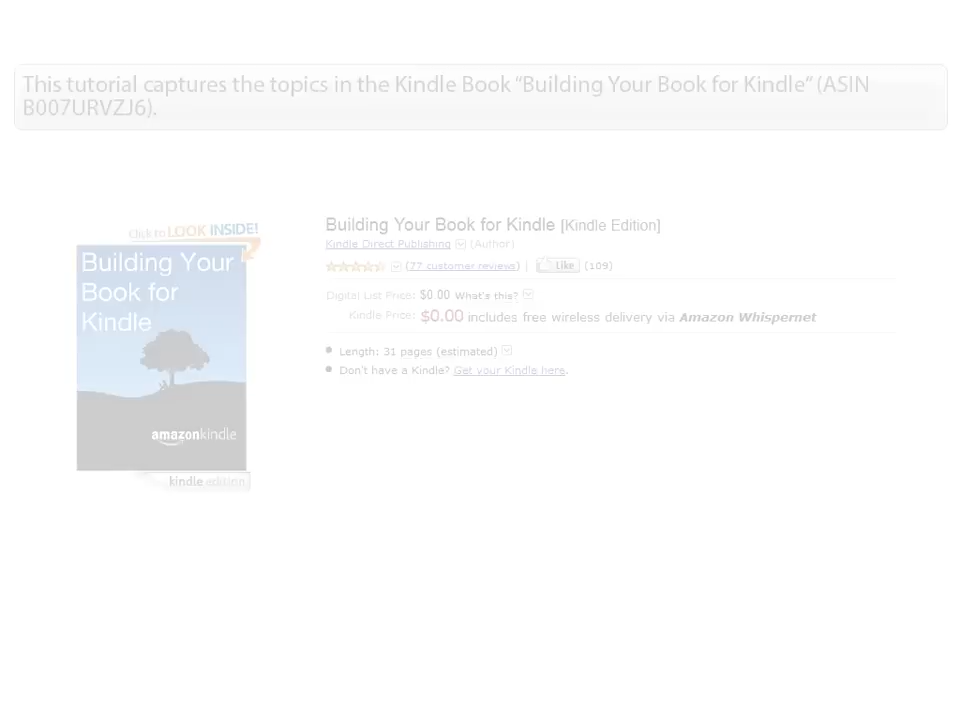 This tutorial captures the topics in the Kindle Book “Building Your Book for Kindle” (ASIN
B007URVZJ6).
Click to LOOK INSIDE!
Building Your
Book for
Kindle
amazonkindle
kindle edition
Building Your Book for Kindle [Kindle Edition]
Kindle Direct Publishing (Author)
(77 customer reviews) | Like (109)
Digital List Price: $0.00 What's this?
Kindle Price: $0.00 includes free wireless delivery via Amazon Whispernet
Length: 31 pages (estimated)
Don't have a Kindle? Get your Kindle here.